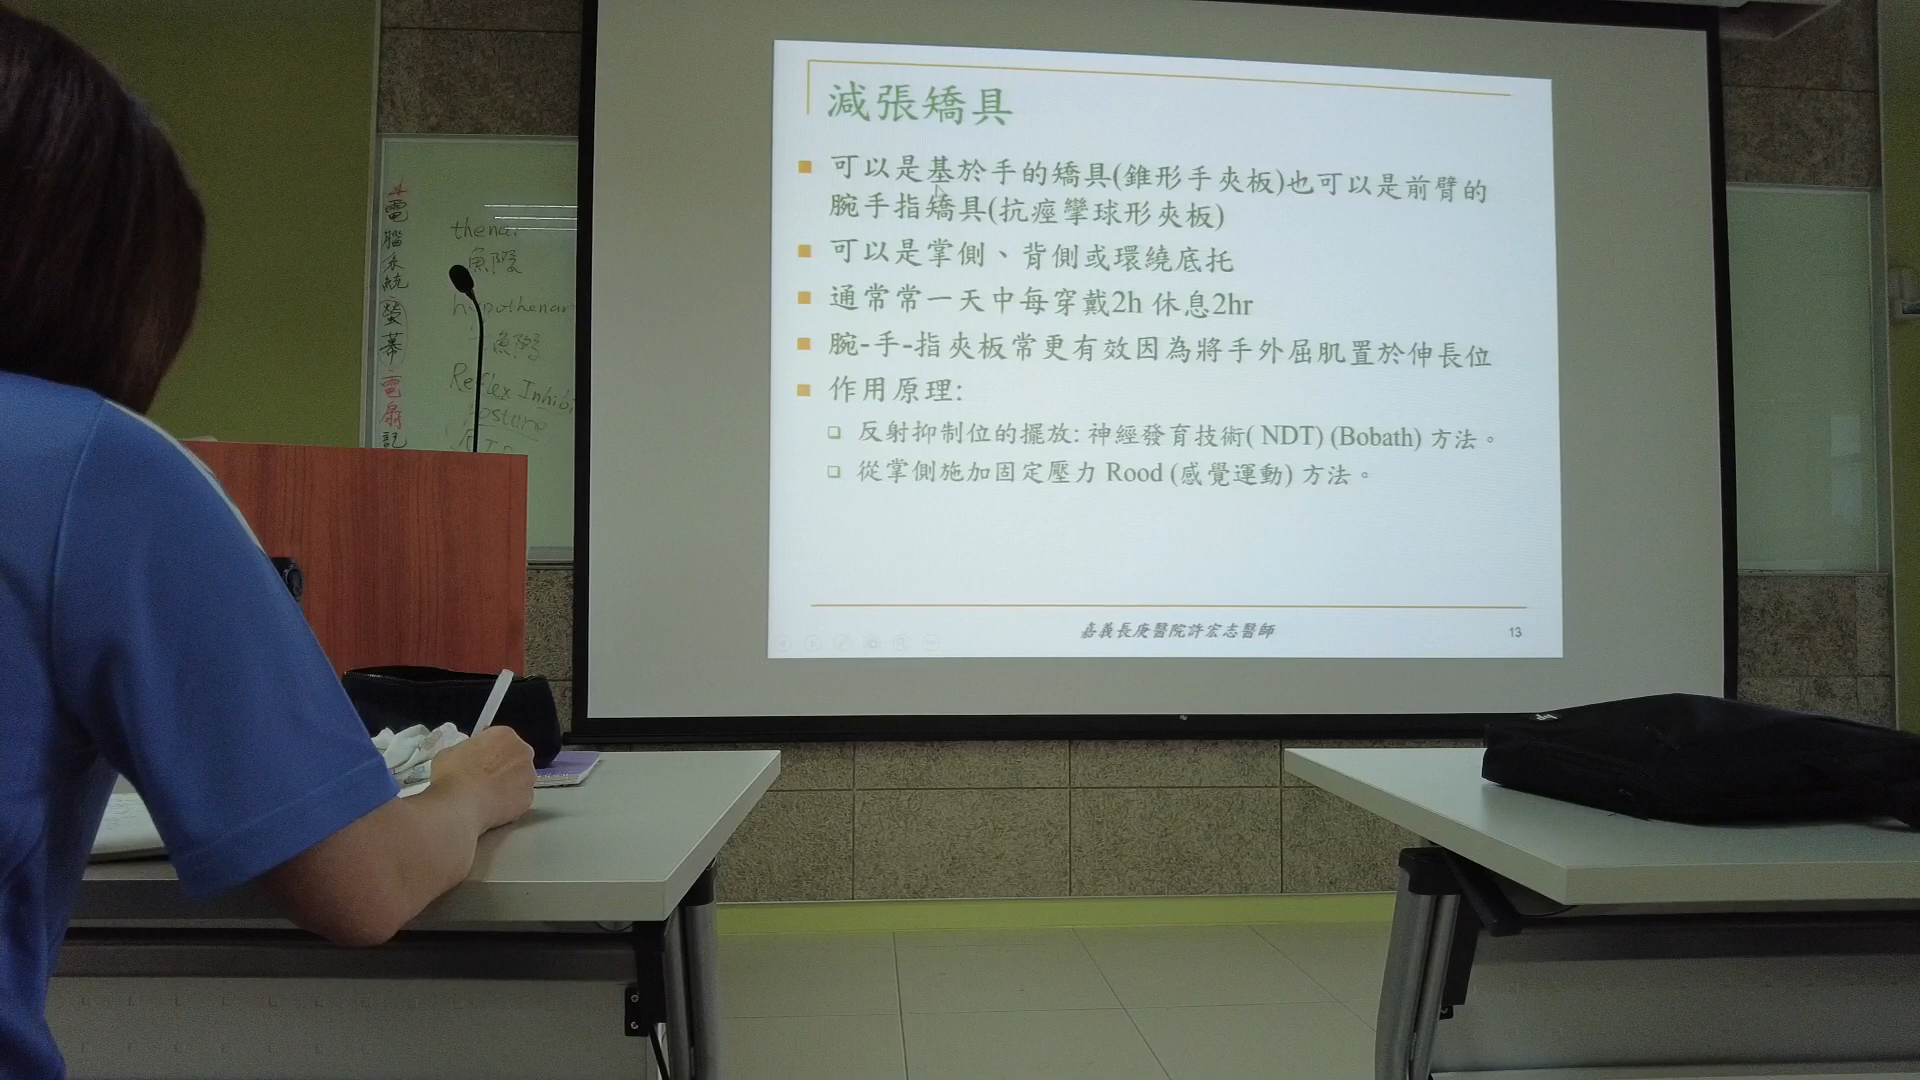 減張矯具
可以是基於手的矯具(錐形手夾板)也可以是前臂的
腕手指矯具(抗痙攣球形夾板)
可以是掌側、背側或環繞底托
通常常一天中每穿戴2h 休息2hr
腕-手-指夾板常更有效因為將手外屈肌置於伸長位
作用原理:
反射抑制位的擺放: 神經發育技術( NDT) (Bobath) 方法。
從掌側施加固定壓力 Rood (感覺運動) 方法。
嘉義長庚醫院許宏志醫師
13
電腦系統螢幕電扇
thenar
魚際
hypothenar
魚際
Reflex Inhibi
posture